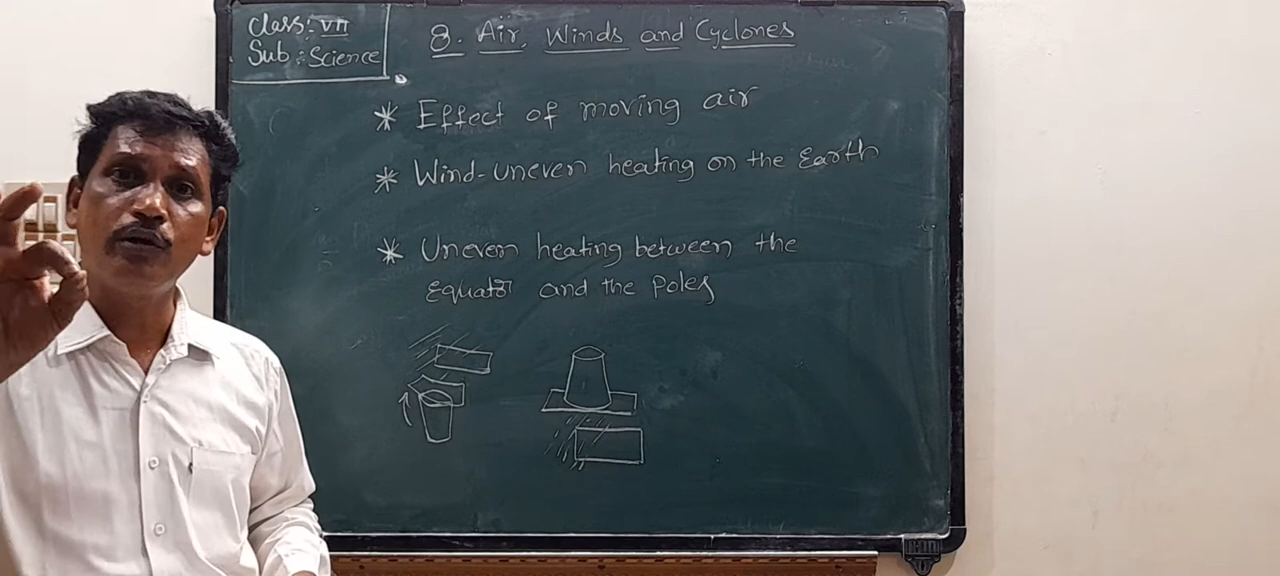 Class: VII
Sub: Science
8. Air, Winds and Cyclones
* Effect of moving air
* Wind-uneven heating on the Earth
* Uneven heating between the
equator and the Poles